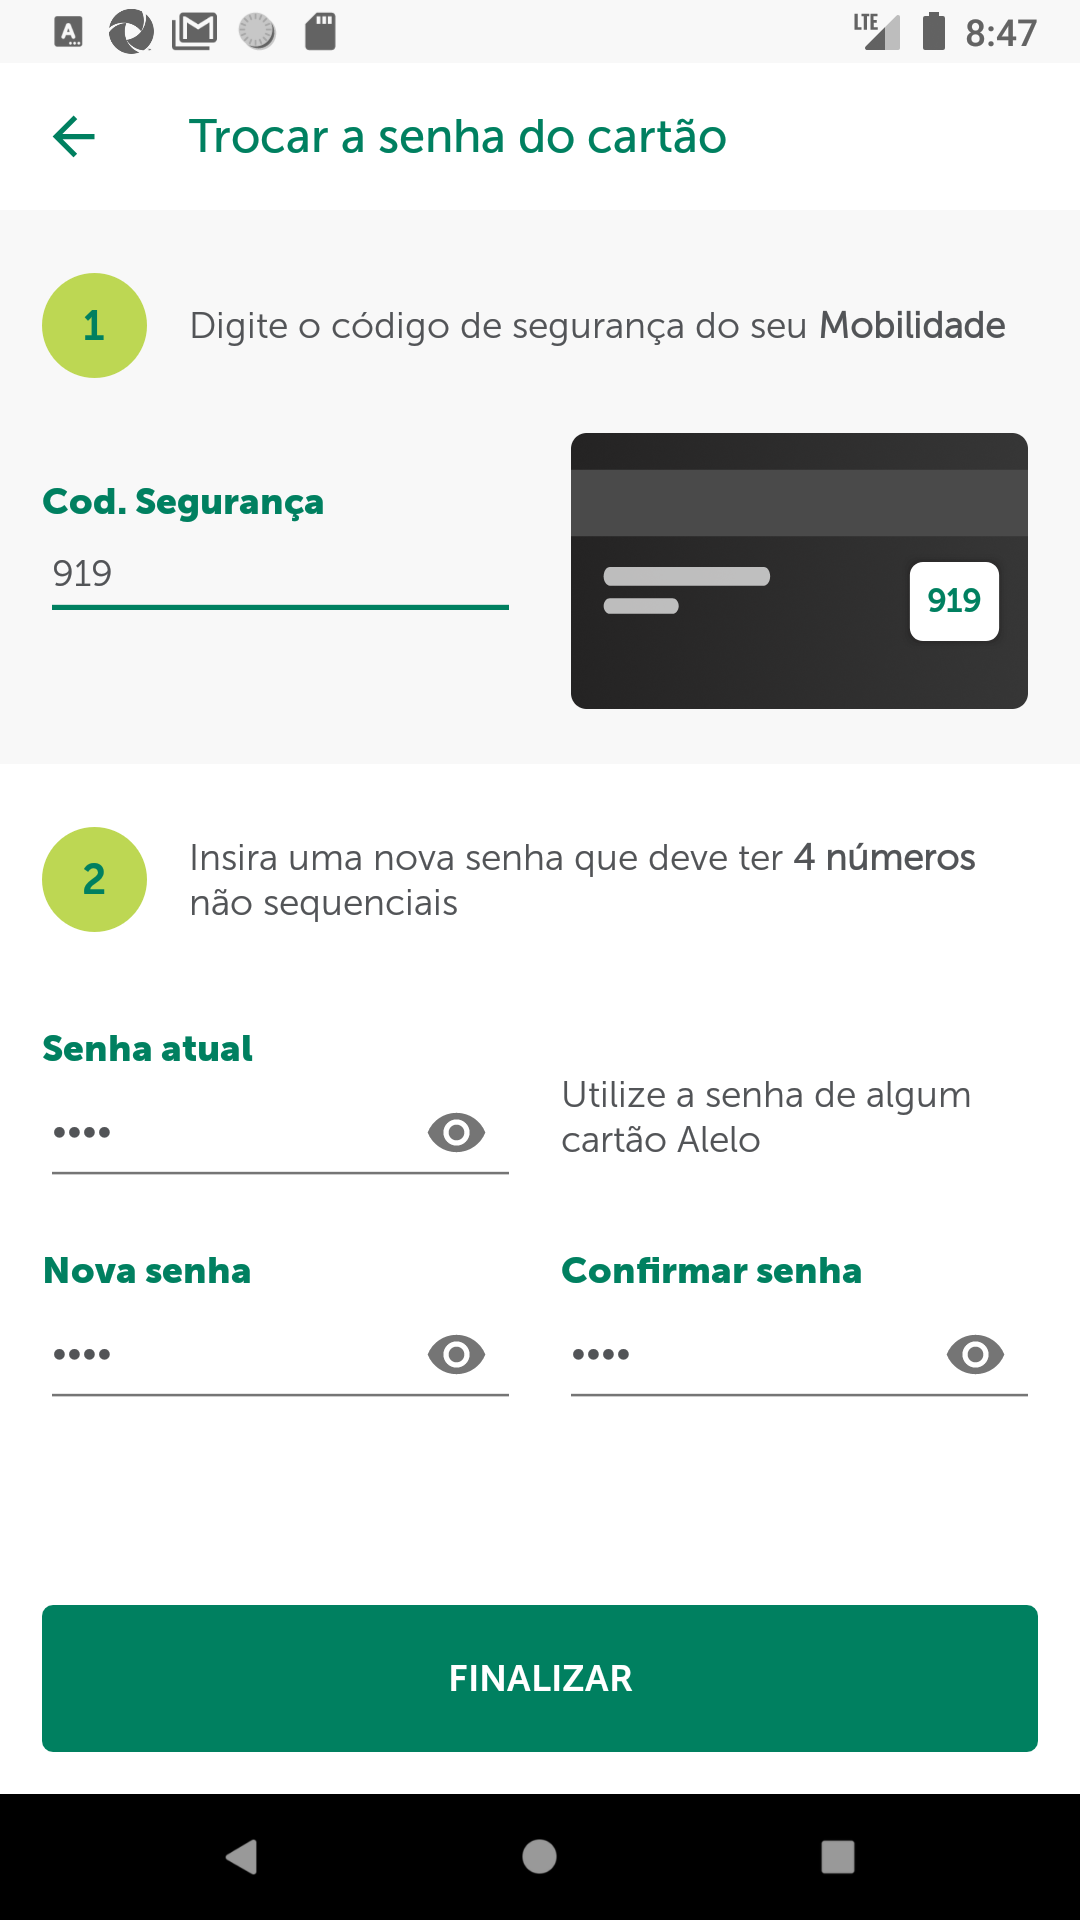 LTE 8:47
Trocar a senha do cartão
1
Digite o código de segurança do seu Mobilidade
Cod. Segurança
919
919
2
Insira uma nova senha que deve ter 4 números
não sequenciais
Senha atual
••••
Utilize a senha de algum
cartão Alelo
Nova senha
Confirmar senha
••••
••••
FINALIZAR